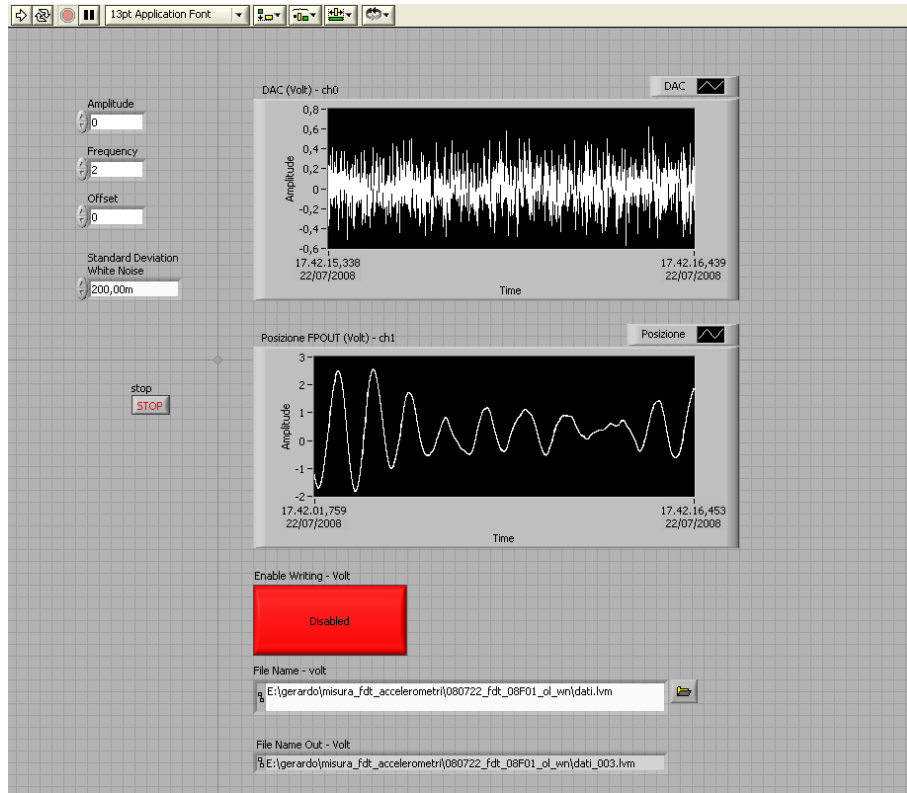 13pt Application Font
Amplitude
0
Frequency
2
Offset
0
Standard Deviation
White Noise
200,00m
stop
STOP
DAC (Volt) - ch0
DAC
0,8
0,6
0,4
0,2
0
-0,2
-0,4
-0,6
Amplitude
17.42.15,338
22/07/2008
17.42.16,439
22/07/2008
Time
Posizione FPOUT (Volt) - ch1
Posizione
3
2
1
0
-1
-2
Amplitude
17.42.01,759
22/07/2008
17.42.16,453
22/07/2008
Time
Enable Writing - Volt
Disabled
File Name - volt
E:\gerardo\misura_fdt_accelerometri\080722_fdt_08F01_ol_wn\dati.lvm
File Name Out - Volt
E:\gerardo\misura_fdt_accelerometri\080722_fdt_08F01_ol_wn\dati_003.lvm